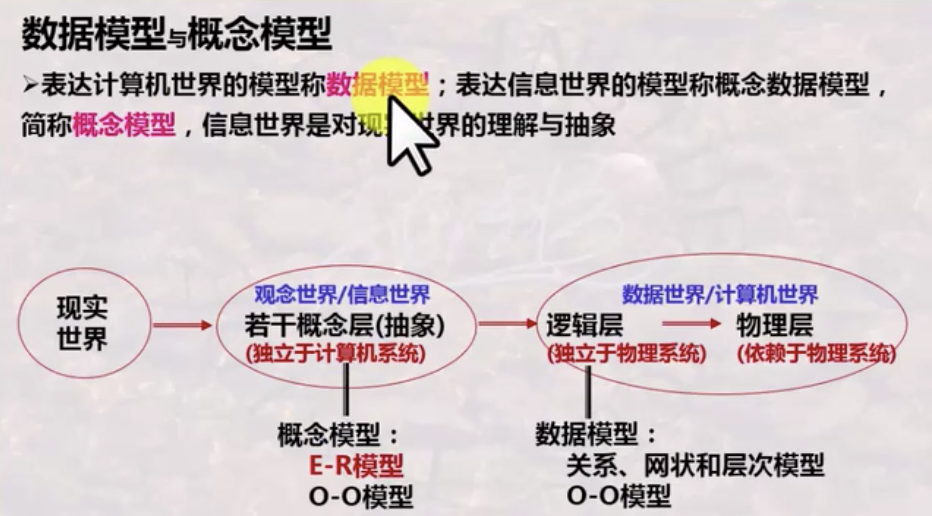 数据模型与概念模型
➢表达计算机世界的模型称数据模型；表达信息世界的模型称概念数据模型，
简称概念模型，信息世界是对现实世界的理解与抽象
现实
世界
观念世界/信息世界
若干概念层(抽象)
(独立于计算机系统)
数据世界/计算机世界
逻辑层
物理层
(独立于物理系统)
(依赖于物理系统)
概念模型：
E-R模型
O-O模型
数据模型：
关系、网状和层次模型
O-O模型